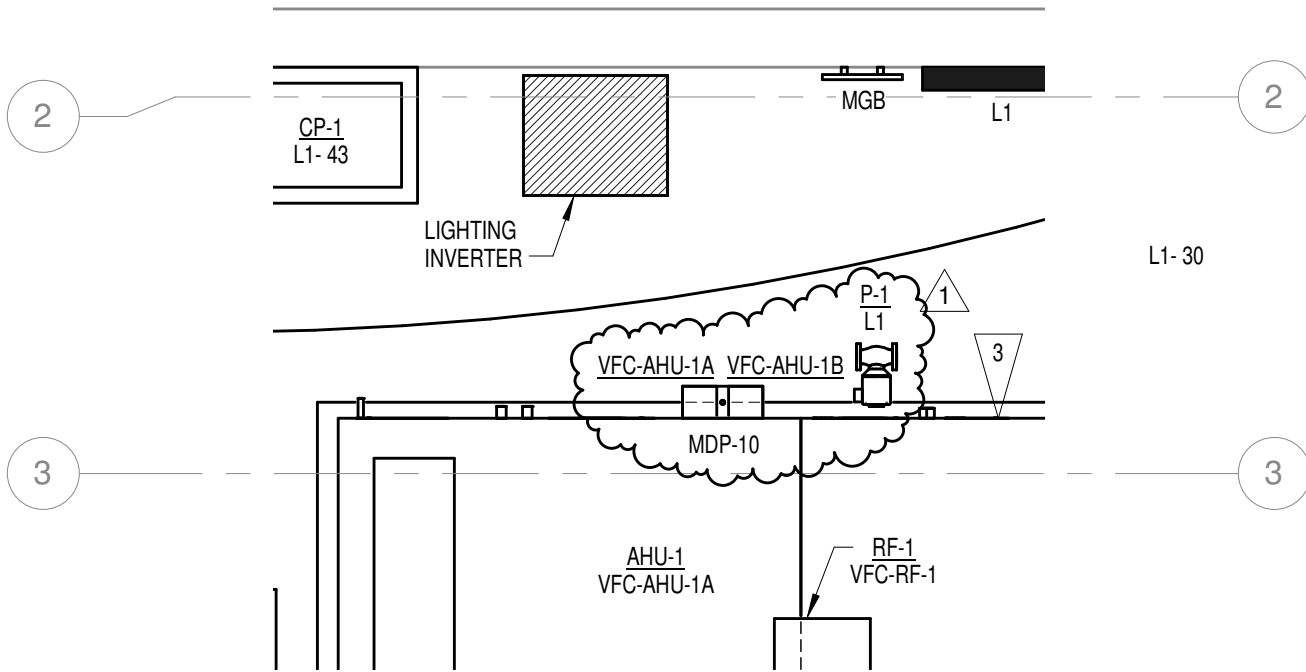 2
CP-1
L1- 43
MGB
L1
2
LIGHTING
INVERTER
L1- 30
P-1
L1
1
VFC-AHU-1A VFC-AHU-1B
3
MDP-10
3
3
AHU-1
VFC-AHU-1A
RF-1
VFC-RF-1